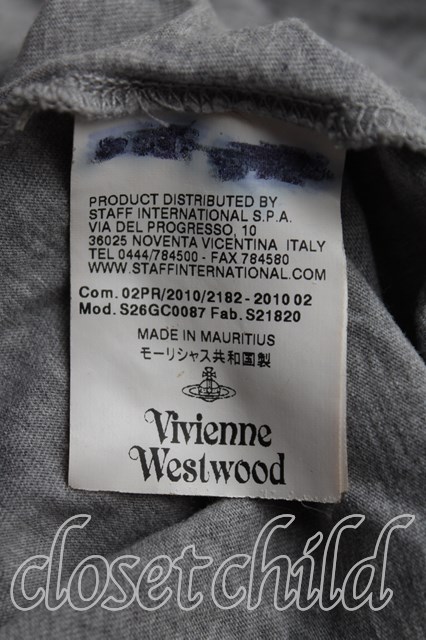 PRODUCT DISTRIBUTED BY
STAFF INTERNATIONAL S.P.A.
VIA DEL PROGRESSO, 10
36025 NOVENTA VICENTINA ITALY
TEL 0444/784500 - FAX 784580
WWW.STAFFINTERNATIONAL.COM
Com. 02PR/2010/2182 - 2010 02
Mod. S26GC0087 Fab. S21820
MADE IN MAURITIUS
モーリシャス共和国製
Vivienne
Westwood
closet child